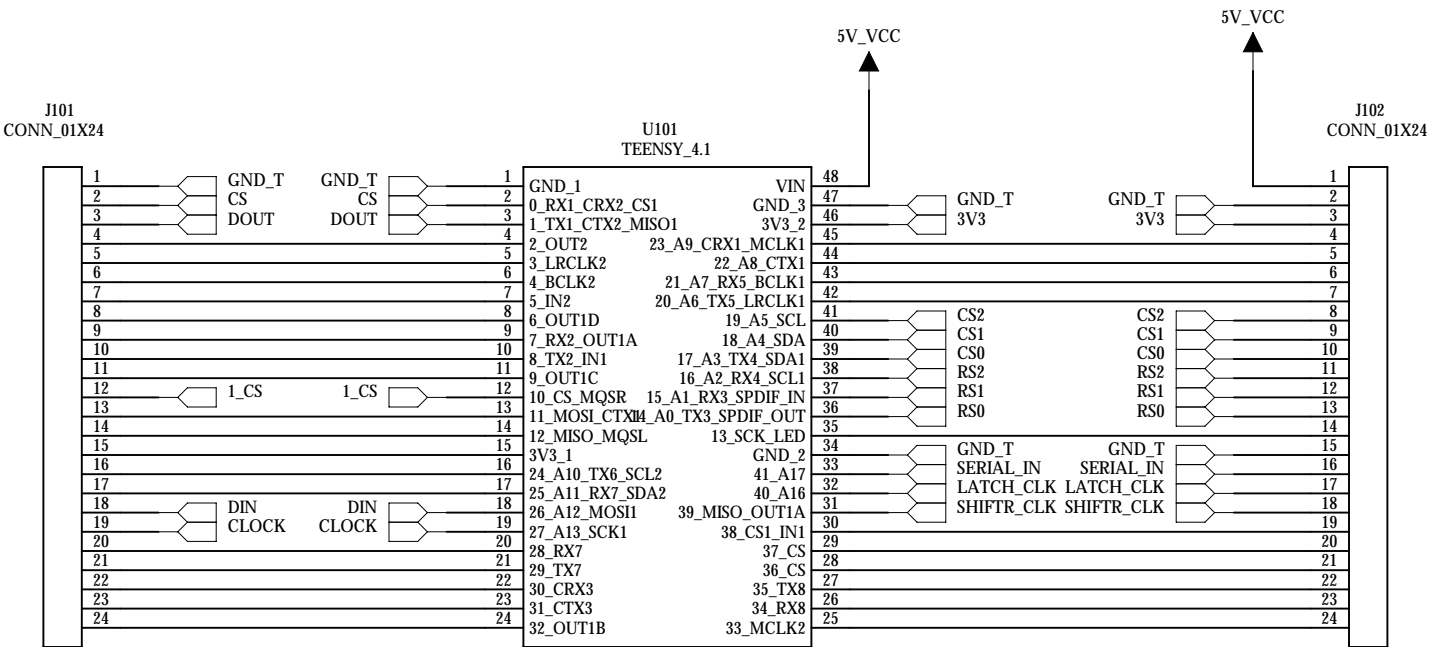 5V_VCC
5V_VCC
J101
CONN_01X24
U101
TEENSY_4.1
J102
CONN_01X24
1 GND_T GND_T 1 GND_1 VIN 48 1
2 CS CS 2 0_RX1_CRX2_CS1 GND_3 47 GND_T GND_T 2
3 DOUT DOUT 3 1_TX1_CTX2_MISO1 3V3_2 46 3V3 3V3 3
4 4 2_OUT2 23_A9_CRX1_MCLK1 45 4
5 5 3_LRCLK2 22_A8_CTX1 44 5
6 6 4_BCLK2 21_A7_RX5_BCLK1 43 6
7 7 5_IN2 20_A6_TX5_LRCLK1 42 7
8 8 6_OUT1D 19_A5_SCL 41 CS2 CS2 8
9 9 7_RX2_OUT1A 18_A4_SDA 40 CS1 CS1 9
10 10 8_TX2_IN1 17_A3_TX4_SDA1 39 CS0 CS0 10
11 11 9_OUT1C 16_A2_RX4_SCL1 38 RS2 RS2 11
12 1_CS 1_CS 12 10_CS_MQSR 15_A1_RX3_SPDIF_IN 37 RS1 RS1 12
13 13 11_MOSI_CTX1 14_A0_TX3_SPDIF_OUT 36 RS0 RS0 13
14 14 12_MISO_MQSL 13_SCK_LED 35 14
15 15 3V3_1 GND_2 34 GND_T GND_T 15
16 16 24_A10_TX6_SCL2 41_A17 33 SERIAL_IN SERIAL_IN 16
17 17 25_A11_RX7_SDA2 40_A16 32 LATCH_CLK LATCH_CLK 17
18 DIN DIN 18 26_A12_MOSI1 39_MISO_OUT1A 31 SHIFTR_CLK SHIFTR_CLK 18
19 CLOCK CLOCK 19 27_A13_SCK1 38_CS1_IN1 30 19
20 20 28_RX7 37_CS 29 20
21 21 29_TX7 36_CS 28 21
22 22 30_CRX3 35_TX8 27 22
23 23 31_CTX3 34_RX8 26 23
24 24 32_OUT1B 33_MCLK2 25 24